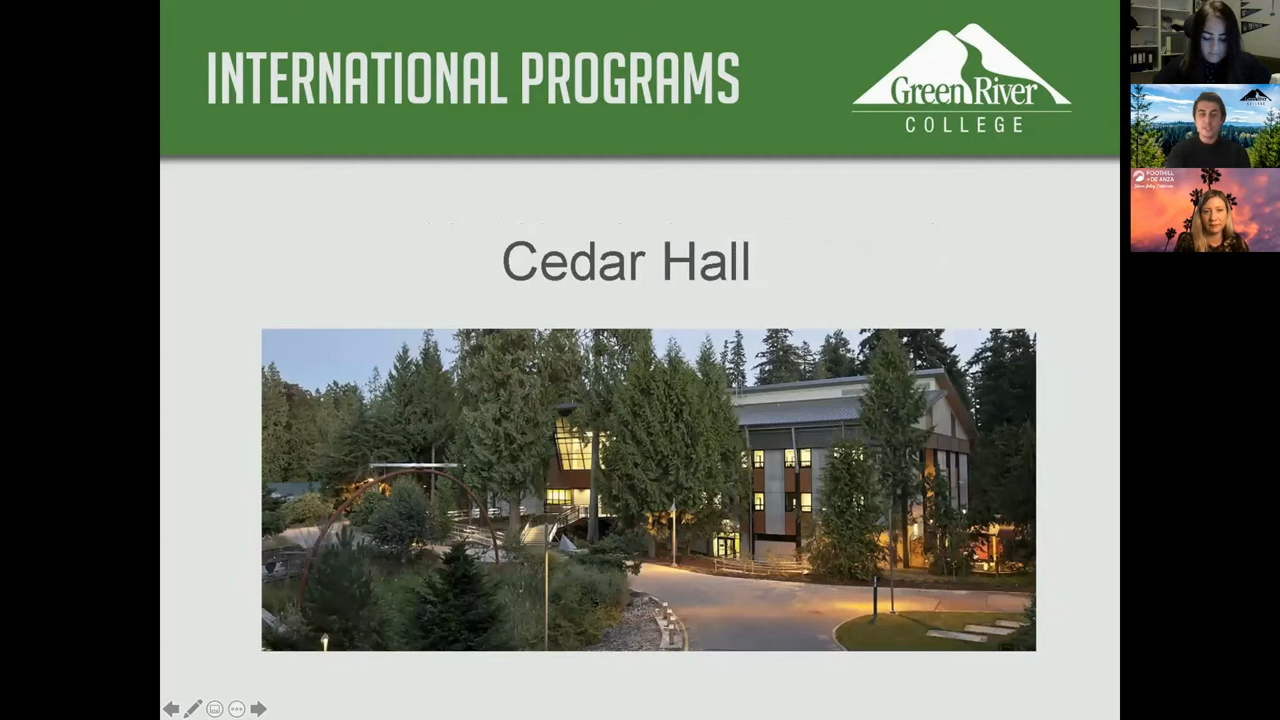 INTERNATIONAL PROGRAMS
Green River
COLLEGE
Cedar Hall
FOOTHILL
DE ANZA